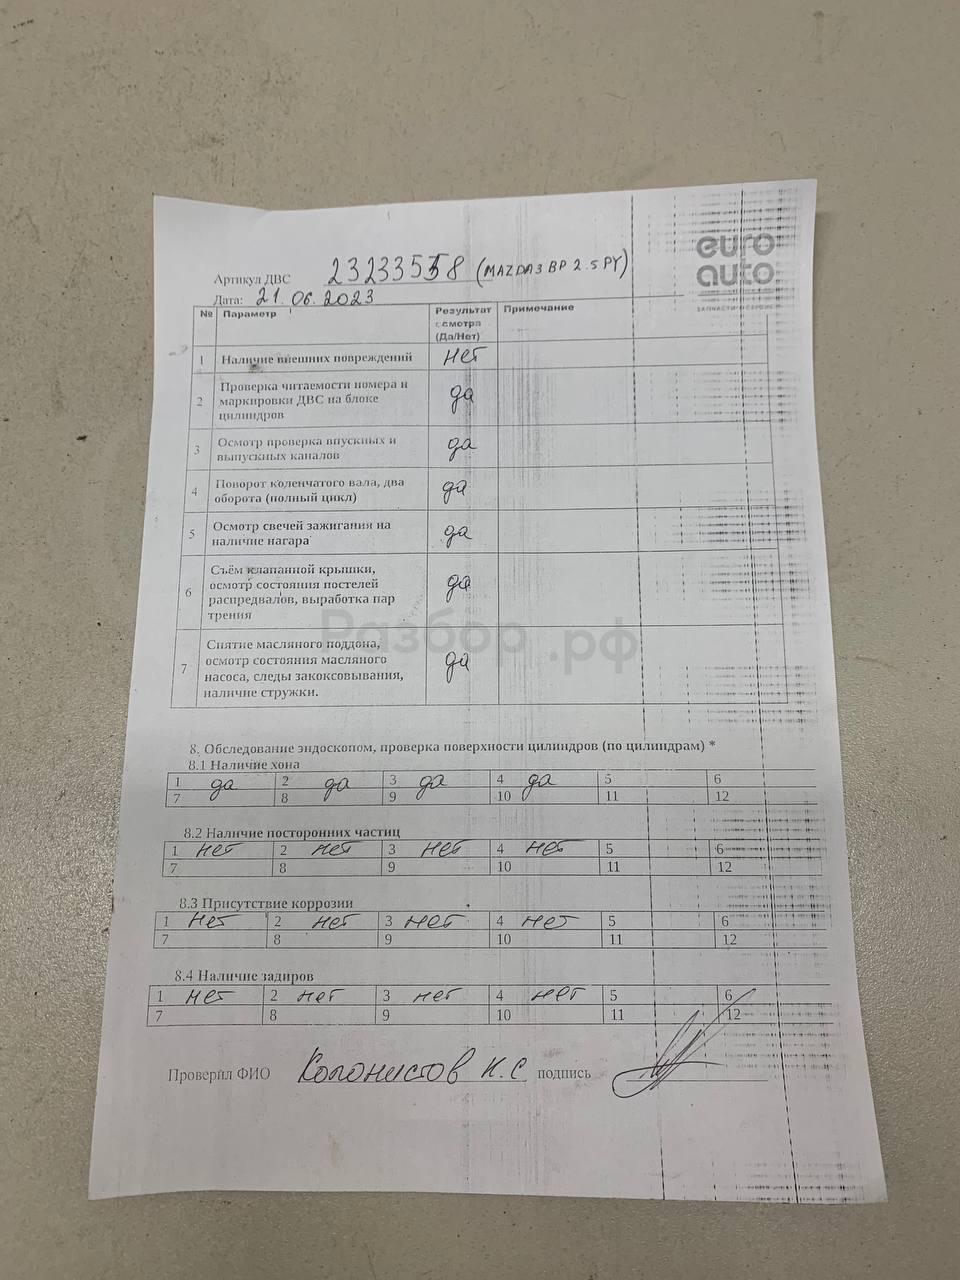 euro
auto
ЗАПЧАСТИ СЕРВИС
Артикул ДВС 23233558 (MAZDA3 BP 2.5 PY)
Дата: 21.06.2023
№ Параметр Результат осмотра (Да/Нет) Примечание
1 Наличие внешних повреждений нет
2 Проверка читаемости номера и маркировки ДВС на блоке цилиндров да
3 Осмотр проверка впускных и выпускных каналов да
4 Поворот коленчатого вала, два оборота (полный цикл) да
5 Осмотр свечей зажигания на наличие нагара да
6 Съём клапанной крышки, осмотр состояния постелей распредвалов, выработка пар трения да
7 Снятие масляного поддона, осмотр состояния масляного насоса, следы закоксовывания, наличие стружки. да
Разбор.рф
8. Обследование эндоскопом, проверка поверхности цилиндров (по цилиндрам) *
8.1 Наличие хона
1 да 2 да 3 да 4 да 5 6
7 8 9 10 11 12
8.2 Наличие посторонних частиц
1 нет 2 нет 3 нет 4 нет 5 6
7 8 9 10 11 12
8.3 Присутствие коррозии
1 нет 2 нет 3 нет 4 нет 5 6
7 8 9 10 11 12
8.4 Наличие задиров
1 нет 2 нет 3 нет 4 нет 5 6
7 8 9 10 11 12
Проверил ФИО Колонистов И.С подпись